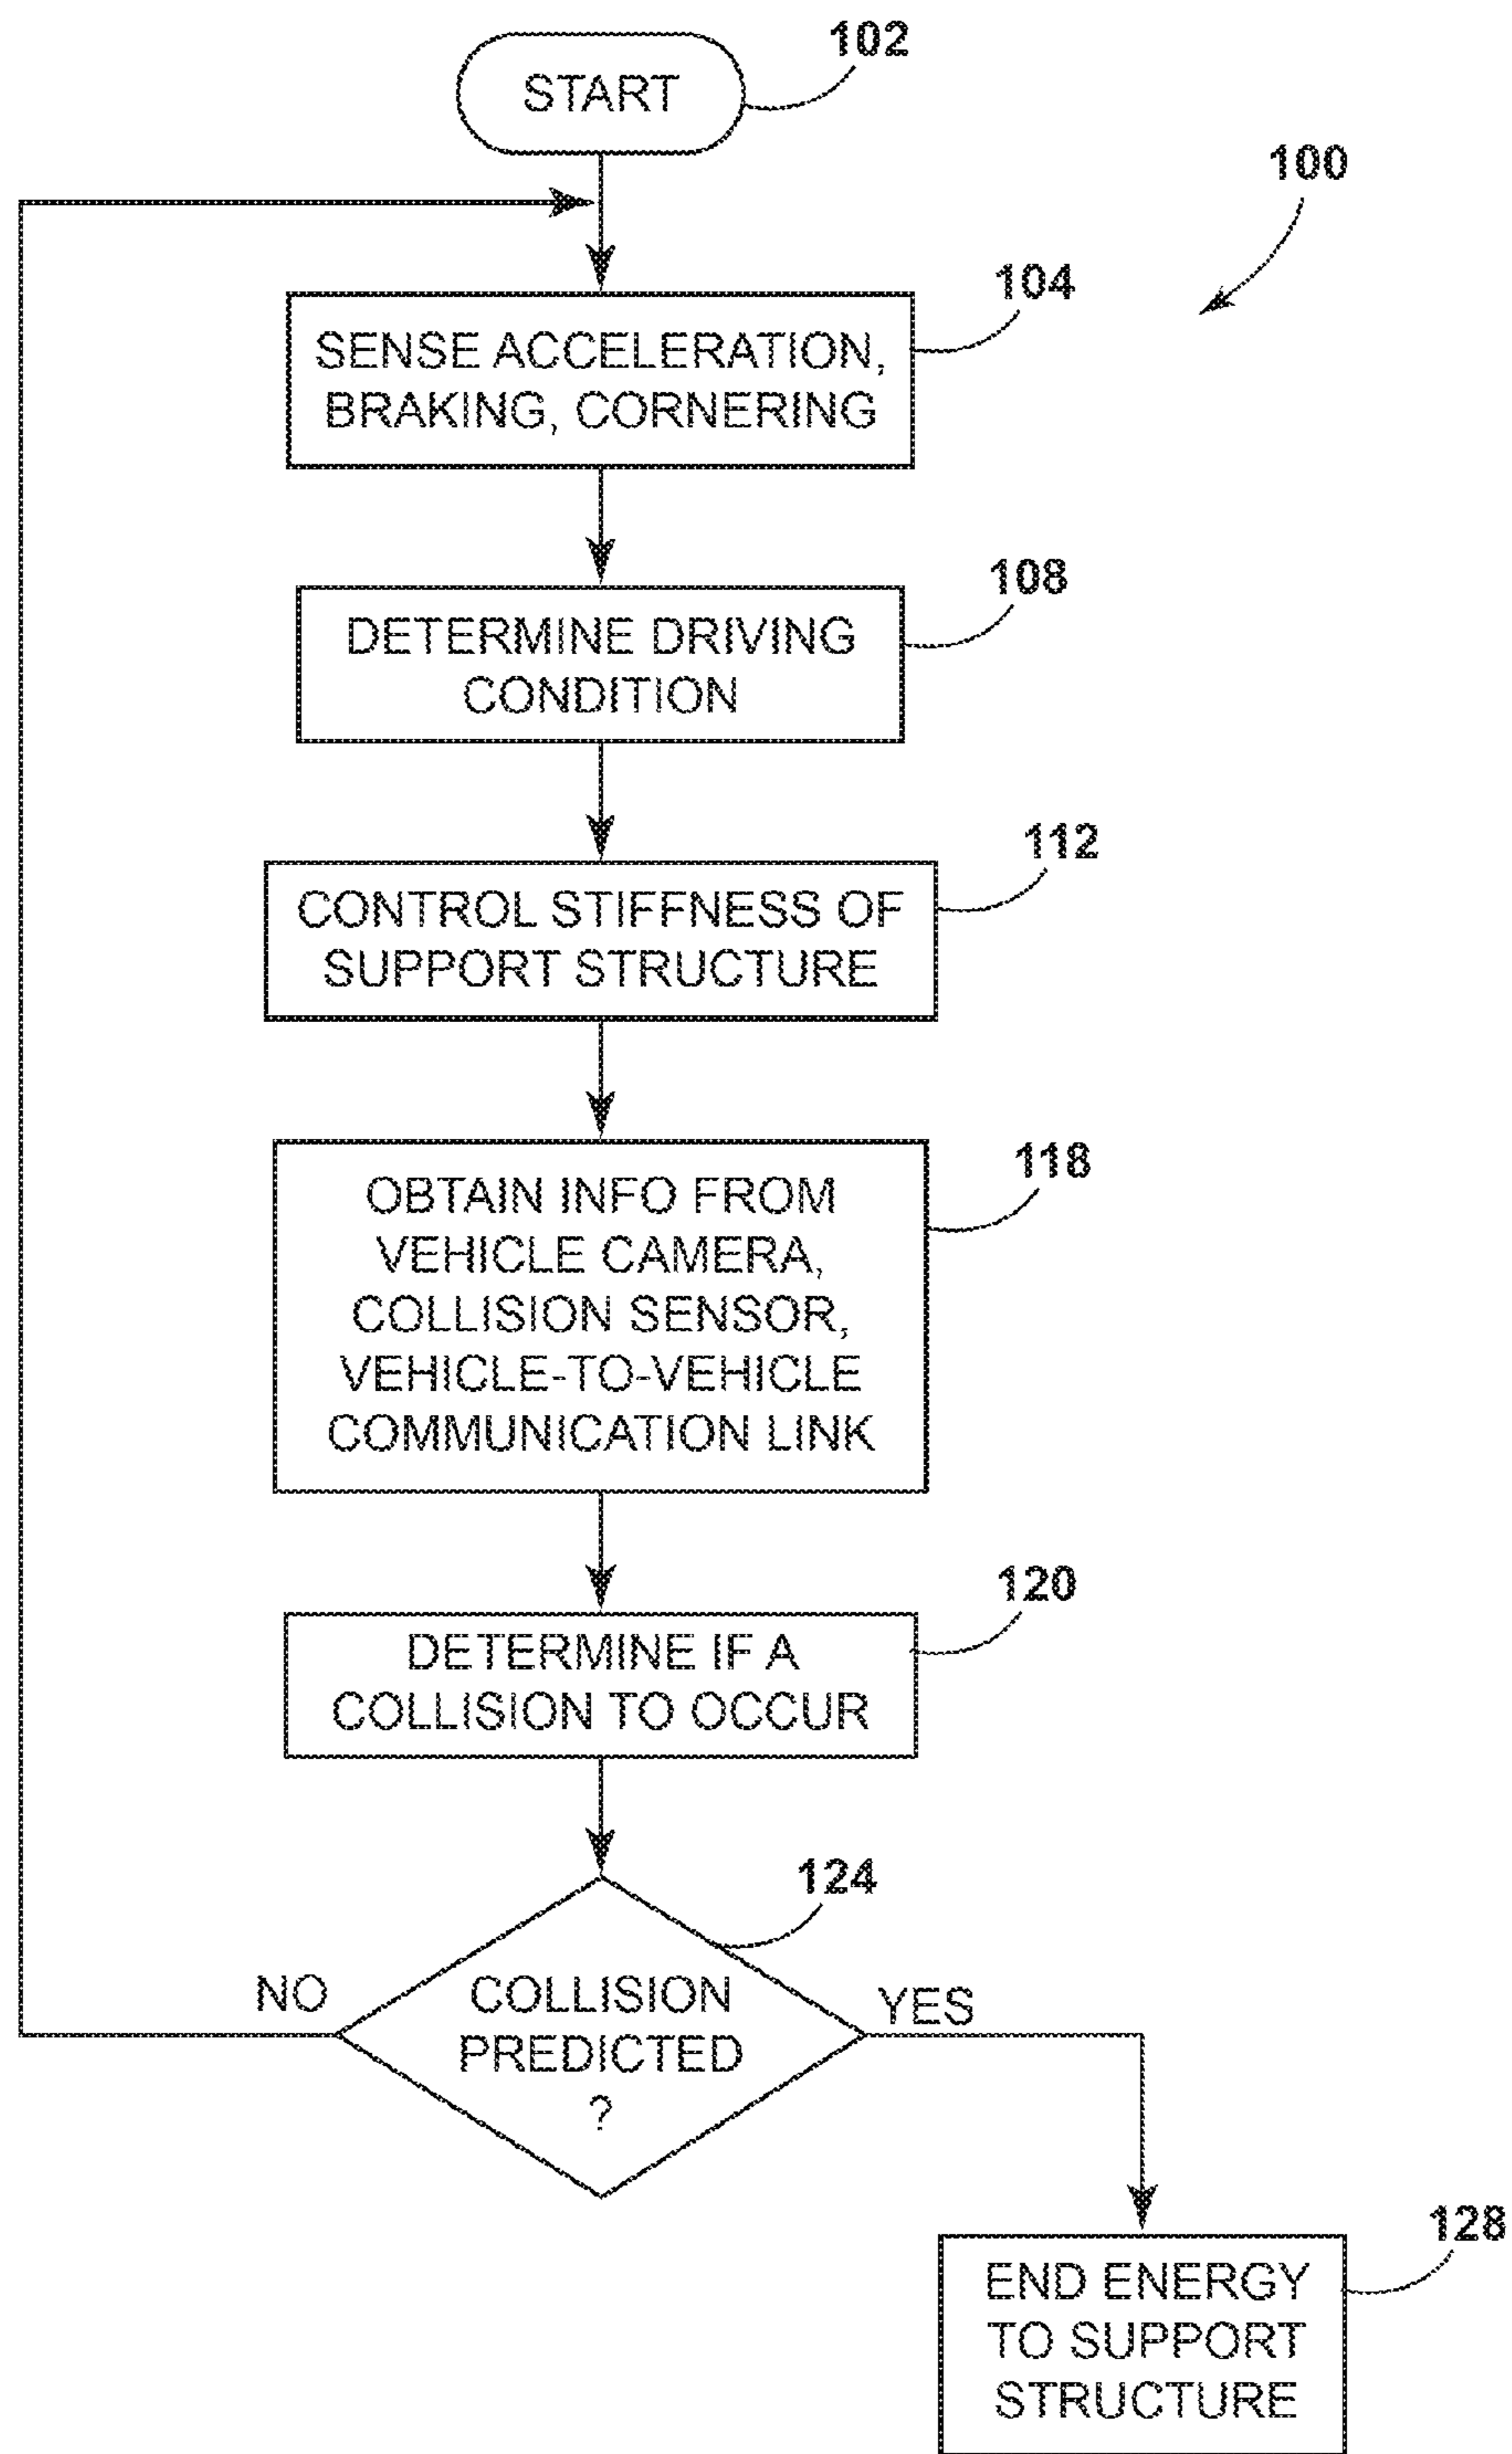 102
START
100
104
SENSE ACCELERATION,
BRAKING, CORNERING
108
DETERMINE DRIVING
CONDITION
112
CONTROL STIFFNESS OF
SUPPORT STRUCTURE
118
OBTAIN INFO FROM
VEHICLE CAMERA,
COLLISION SENSOR,
VEHICLE-TO-VEHICLE
COMMUNICATION LINK
120
DETERMINE IF A
COLLISION TO OCCUR
124
NO
COLLISION
PREDICTED
?
YES
128
END ENERGY
TO SUPPORT
STRUCTURE